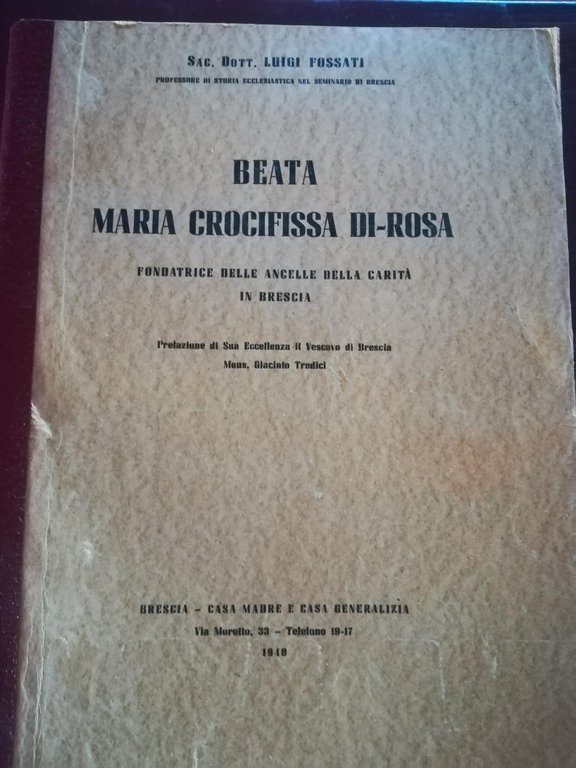 SAC. DOTT. LUIGI FOSSATI
PROFESSORE DI STORIA ECCLESIASTICA NEL SEMINARIO DI BRESCIA
BEATA
MARIA CROCIFISSA DI-ROSA
FONDATRICE DELLE ANCELLE DELLA CARITÀ
IN BRESCIA
Prefazione di Sua Eccellenza il Vescovo di Brescia
Mons. Giacinto Tredici
BRESCIA - CASA MADRE E CASA GENERALIZIA
Via Moretto, 33 - Telefono 19-17
1940